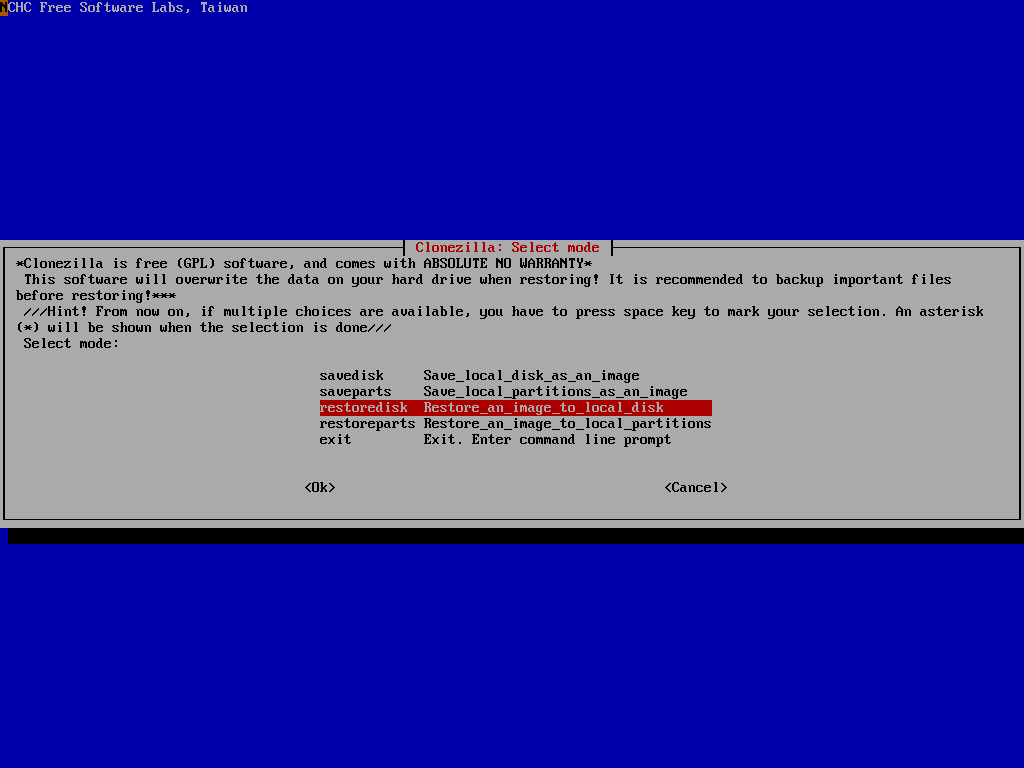 NCHC Free Software Labs, Taiwan
Clonezilla: Select mode
*Clonezilla is free (GPL) software, and comes with ABSOLUTE NO WARRANTY*
This software will overwrite the data on your hard drive when restoring! It is recommended to backup important files
before restoring!***
///Hint! From now on, if multiple choices are available, you have to press space key to mark your selection. An asterisk
(*) will be shown when the selection is done///
Select mode:
savedisk Save_local_disk_as_an_image
saveparts Save_local_partitions_as_an_image
restoredisk Restore_an_image_to_local_disk
restoreparts Restore_an_image_to_local_partitions
exit Exit. Enter command line prompt
<Ok> <Cancel>